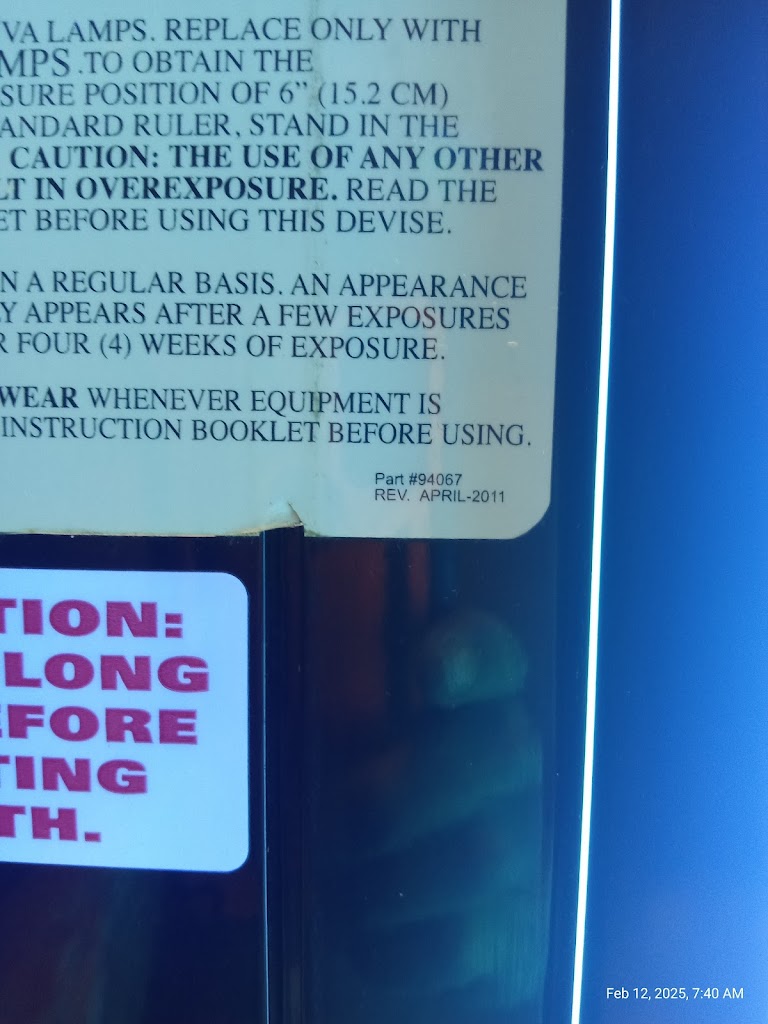 VA LAMPS. REPLACE ONLY WITH
MPS .TO OBTAIN THE
SURE POSITION OF 6” (15.2 CM)
ANDARD RULER, STAND IN THE
CAUTION: THE USE OF ANY OTHER
LT IN OVEREXPOSURE. READ THE
ET BEFORE USING THIS DEVISE.
N A REGULAR BASIS. AN APPEARANCE
LY APPEARS AFTER A FEW EXPOSURES
R FOUR (4) WEEKS OF EXPOSURE.
WEAR WHENEVER EQUIPMENT IS
INSTRUCTION BOOKLET BEFORE USING.
Part #94067
REV. APRIL-2011
TION:
LONG
EFORE
TING
TH.
Feb 12, 2025, 7:40 AM